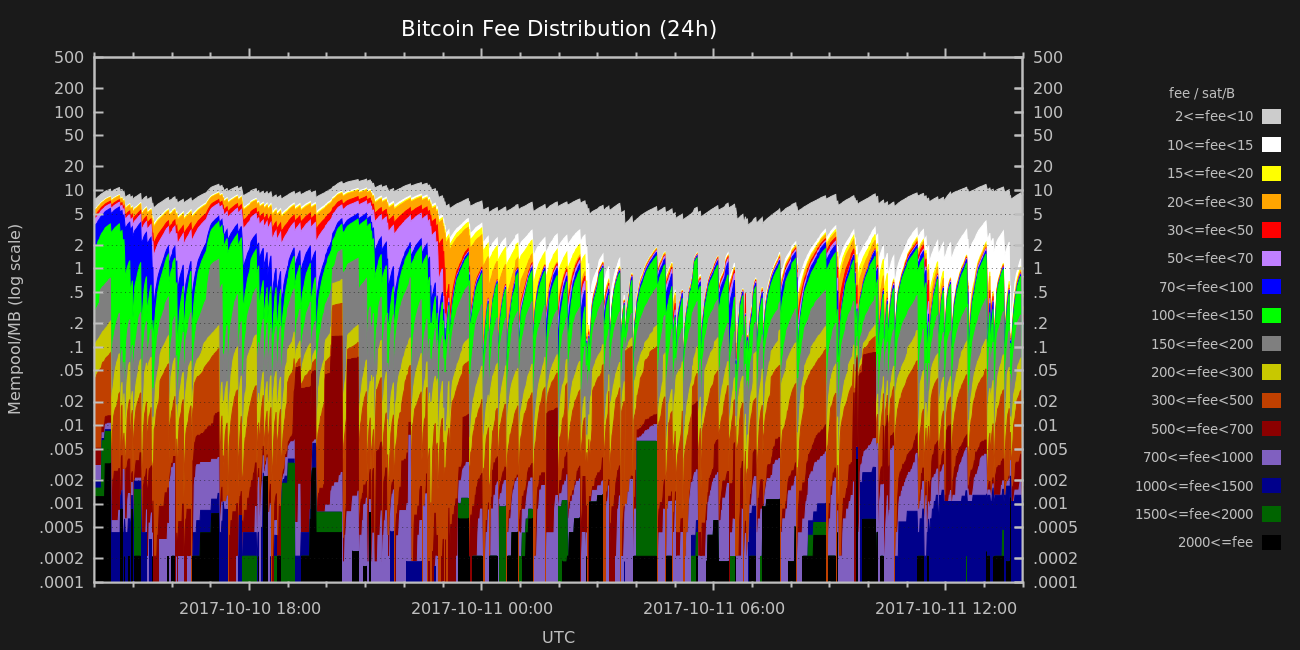 Bitcoin Fee Distribution (24h)
Mempool/MB (log scale)
500
200
100
50
20
10
5
2
1
.5
.2
.1
.05
.02
.01
.005
.002
.001
.0005
.0002
.0001
500
200
100
50
20
10
5
2
1
.5
.2
.1
.05
.02
.01
.005
.002
.001
.0005
.0002
.0001
2017-10-10 18:00
2017-10-11 00:00
2017-10-11 06:00
2017-10-11 12:00
UTC
fee / sat/B
2<=fee<10
10<=fee<15
15<=fee<20
20<=fee<30
30<=fee<50
50<=fee<70
70<=fee<100
100<=fee<150
150<=fee<200
200<=fee<300
300<=fee<500
500<=fee<700
700<=fee<1000
1000<=fee<1500
1500<=fee<2000
2000<=fee